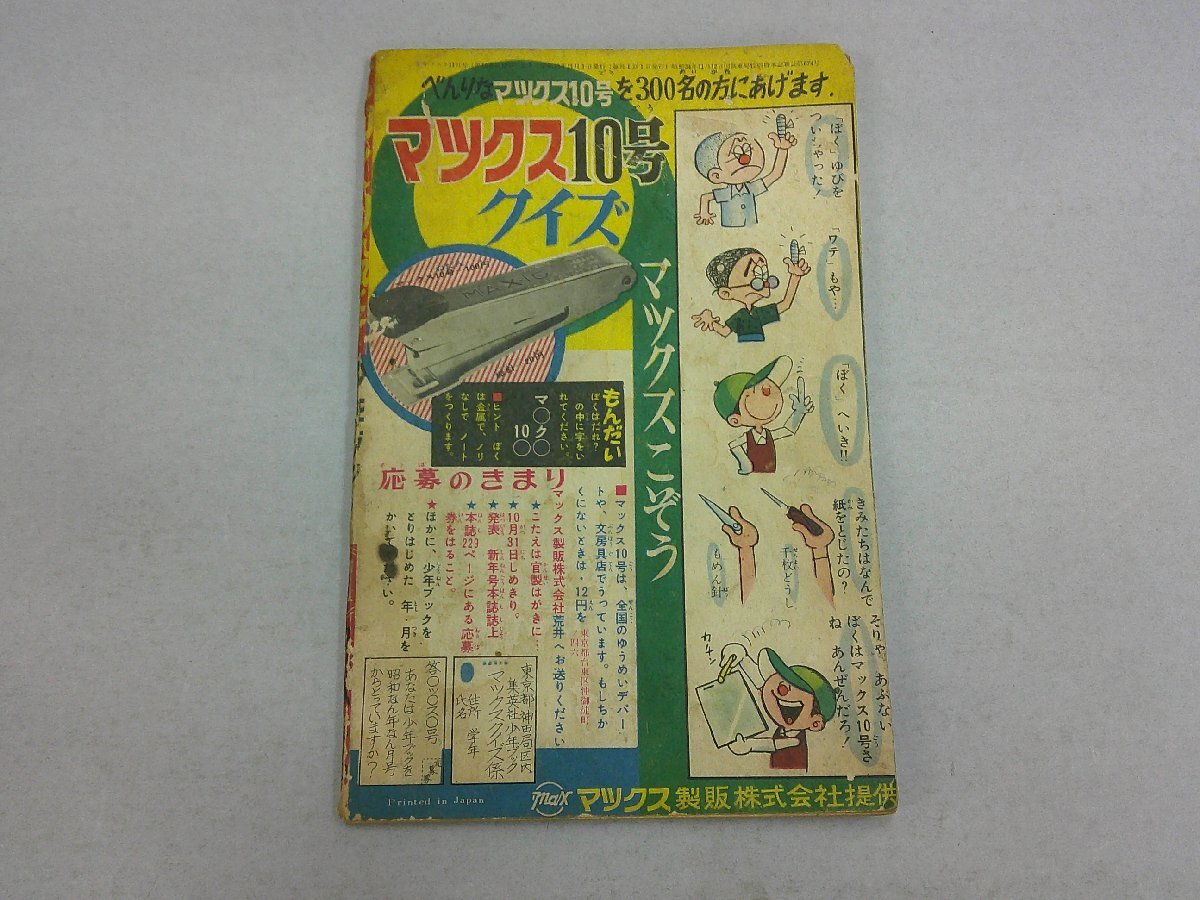 べんりなマックス10号を300名の方にあげます.
マックス10号
クイズ
マックスこぞう
「ぼく」ゆびを
ついちゃった！
「ワテ」もや…
「ぼく」へいき!!
きみたちはなんで
紙をとじたの？
千枚どうし
もめん針
そりゃ、あぶない
ぼくはマックス10号さ
ね あんぜんだろ！
カチン
もんだい
ぼくはだれ？
○の中に字をい
れてください。
マ○ク○
10○
■ヒント ぼく
は金属で、ノリ
なしで ノート
をつくります。
応募のきまり
■マックス10号は、全国のゆうめいデパー
トや、文房具店でうっています。もしちか
くにないときは・12円を
マックス製販株式会社荒井へお送りください
★こたえは官製はがきに…
★10月31日しめきり。
★発表 新年号本誌誌上
★本誌229ページにある応募
券をはること。
★ほかに、少年ブックを
とりはじめた 年・月を
東京都神田局区内
集英社少年ブック
マックスクイズ係
住所 学年
氏名
答○ッ○ス○号
あなたは少年ブックを
昭和なん年なん月号
からとっていますか？
Printed in Japan
max マックス製販株式会社提供